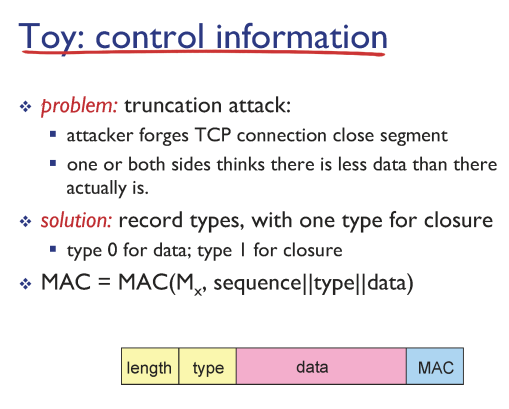 Toy: control information
❖ problem: truncation attack:
▪ attacker forges TCP connection close segment
▪ one or both sides thinks there is less data than there
actually is.
❖ solution: record types, with one type for closure
▪ type 0 for data; type 1 for closure
❖ MAC = MAC(Mx, sequence||type||data)
length type data MAC